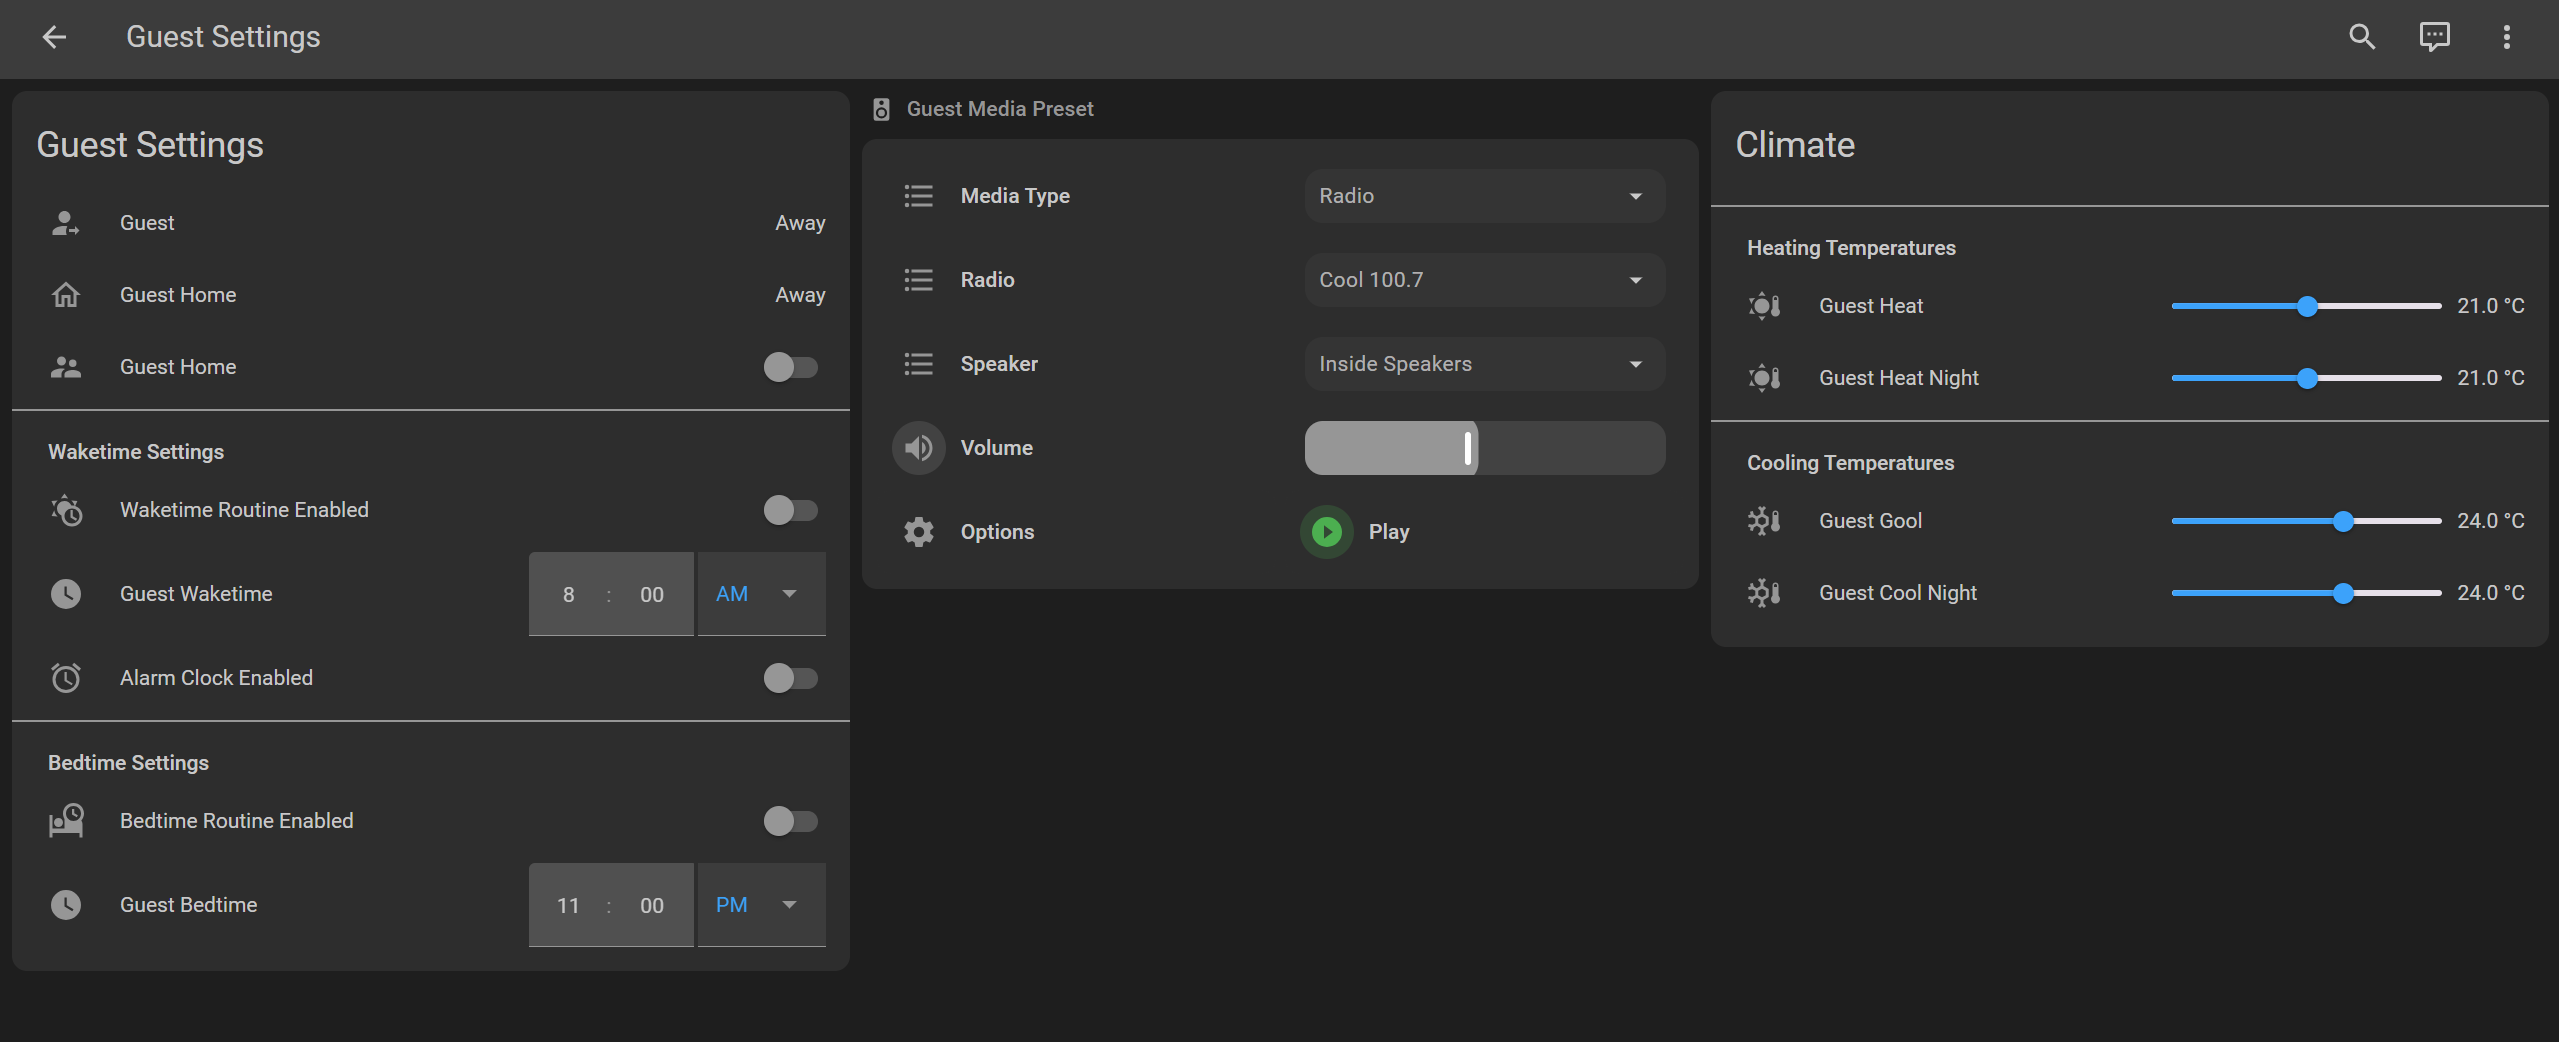 Guest Settings
Guest Settings
Guest Away
Guest Home Away
Guest Home
Waketime Settings
Waketime Routine Enabled
Guest Waketime 8 : 00 AM
Alarm Clock Enabled
Bedtime Settings
Bedtime Routine Enabled
Guest Bedtime 11 : 00 PM
Guest Media Preset
Media Type Radio
Radio Cool 100.7
Speaker Inside Speakers
Volume
Options Play
Climate
Heating Temperatures
Guest Heat 21.0 °C
Guest Heat Night 21.0 °C
Cooling Temperatures
Guest Gool 24.0 °C
Guest Cool Night 24.0 °C